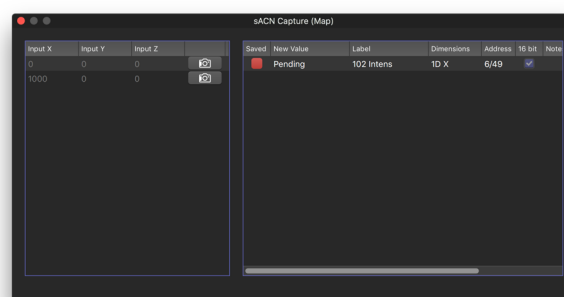 sACN Capture (Map)
Input X Input Y Input Z
0 0 0
1000 0 0
Saved New Value Label Dimensions Address 16 bit Note
Pending 102 Intens 1D X 6/49